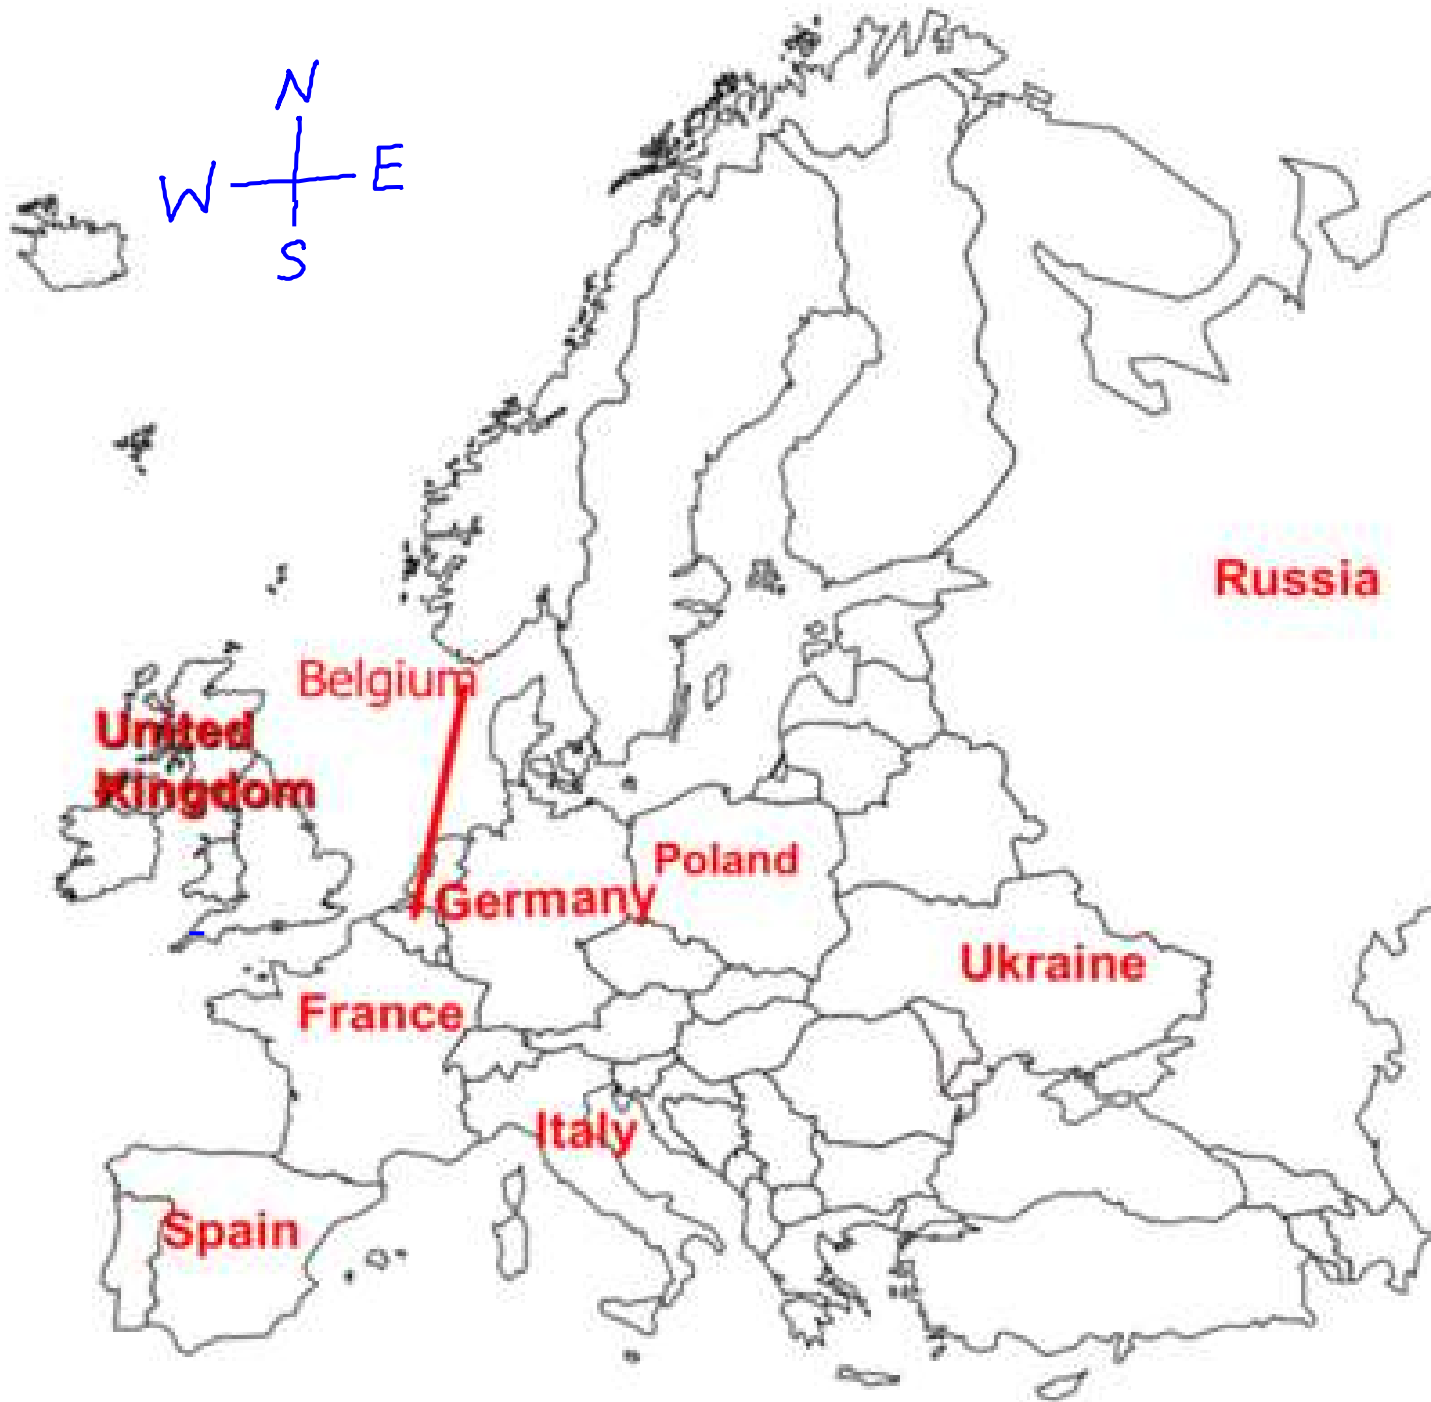 N
W E
S
Russia
Belgium
United
Kingdom
Poland
Germany
Ukraine
France
Italy
Spain